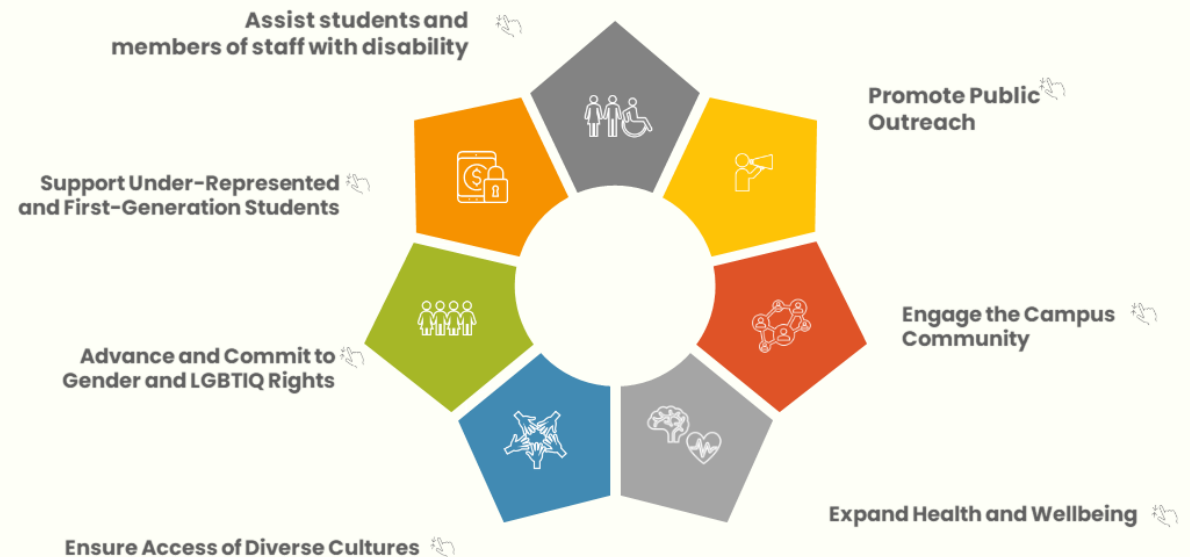 Assist students and
members of staff with disability
Promote Public
Outreach
Support Under-Represented
and First-Generation Students
Engage the Campus
Community
Advance and Commit to
Gender and LGBTIQ Rights
Expand Health and Wellbeing
Ensure Access of Diverse Cultures
$